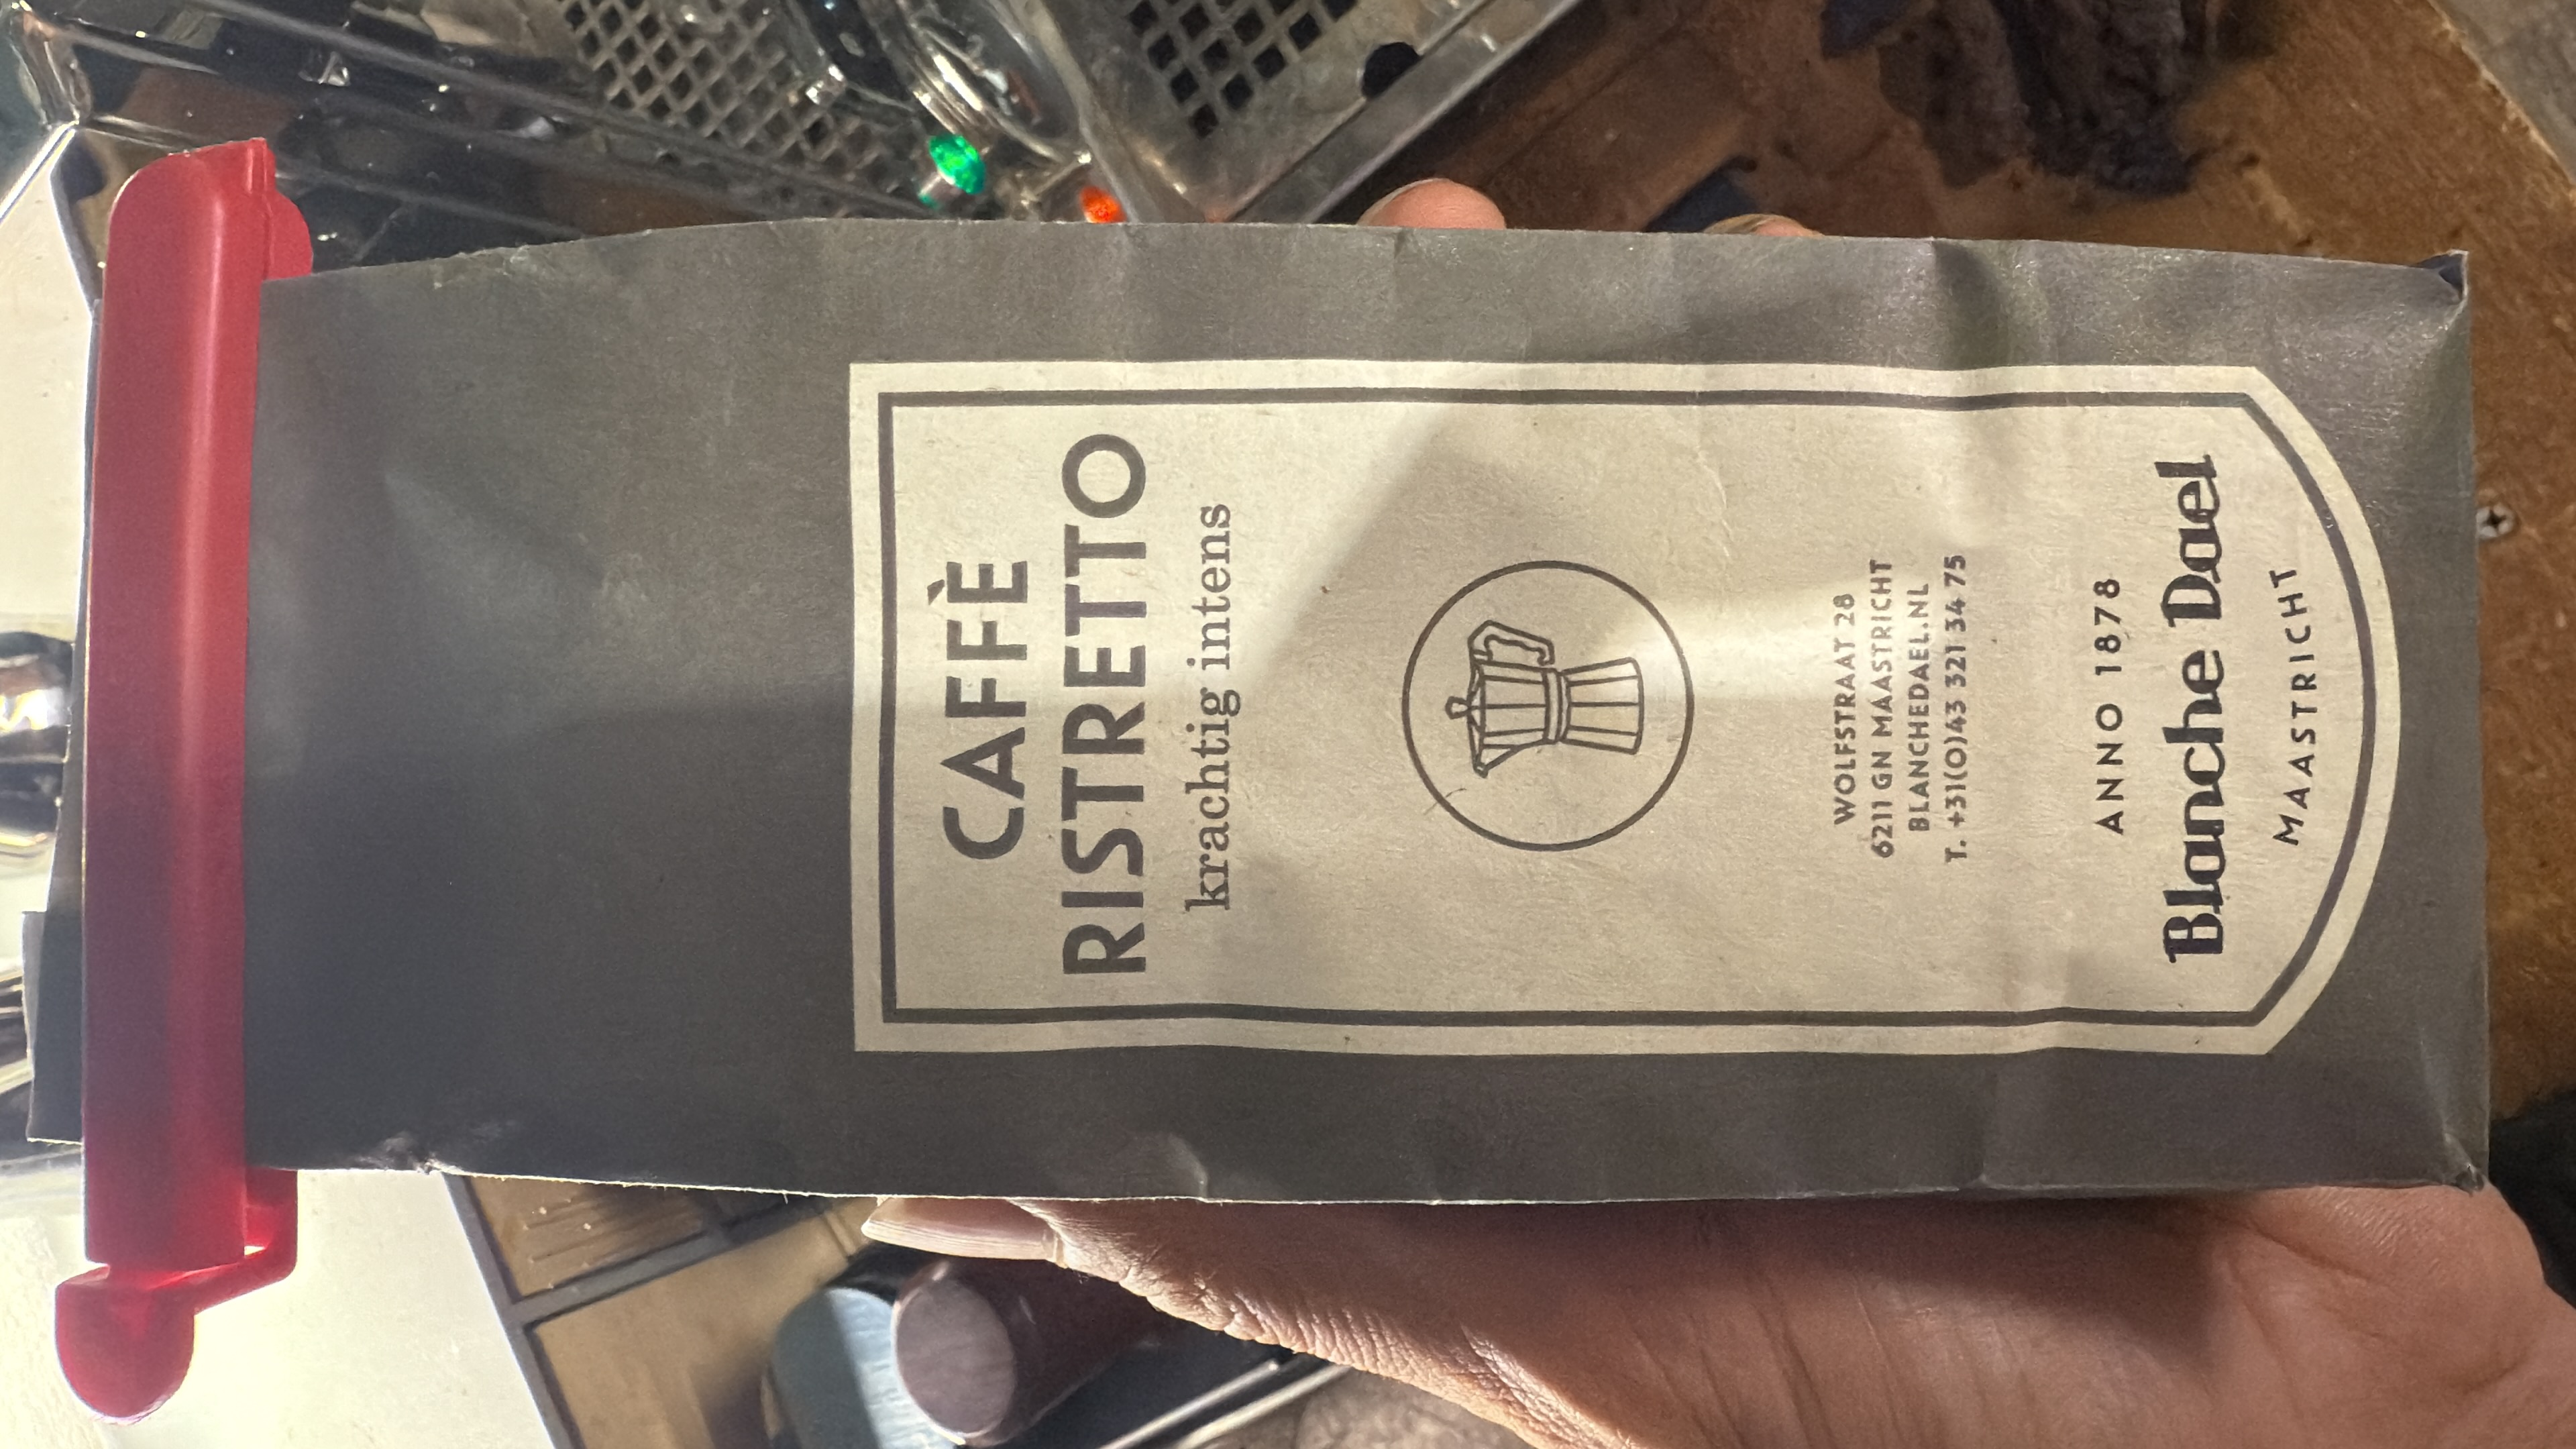 CAFFÈ
RISTRETTO
krachtig intens
WOLFSTRAAT 28
6211 GN MAASTRICHT
BLANCHEDAEL.NL
T. +31(0)43 321 34 75
ANNO 1878
Blanche Dael
MAASTRICHT